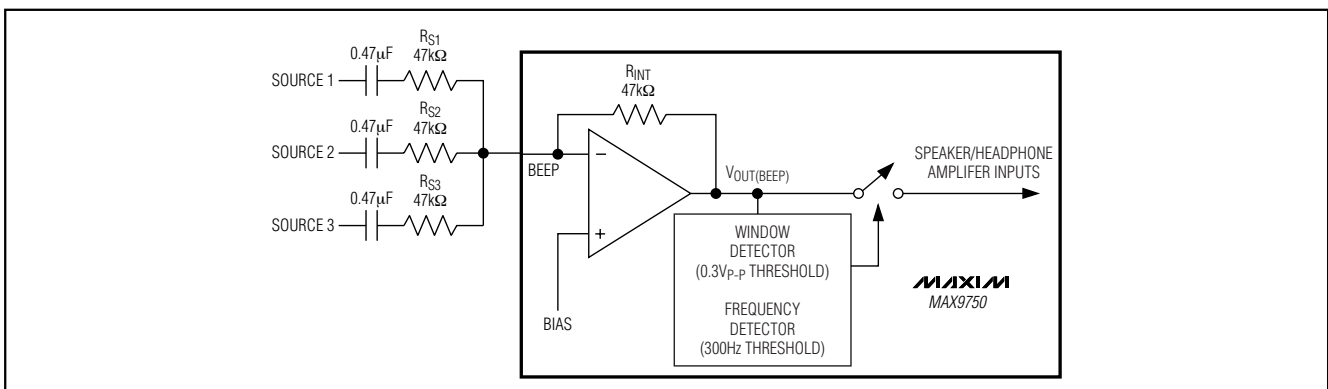 SOURCE 1
0.47µF
RS1
47kΩ
SOURCE 2
0.47µF
RS2
47kΩ
SOURCE 3
0.47µF
RS3
47kΩ
BEEP
RINT
47kΩ
−
+
BIAS
VOUT(BEEP)
WINDOW
DETECTOR
(0.3VP-P THRESHOLD)
FREQUENCY
DETECTOR
(300Hz THRESHOLD)
SPEAKER/HEADPHONE
AMPLIFER INPUTS
MAXIM
MAX9750